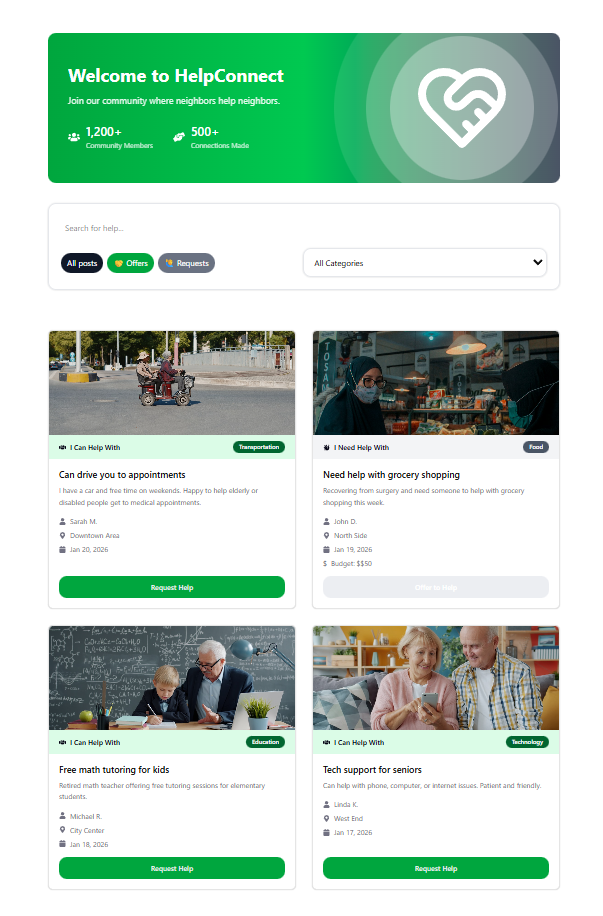 Welcome to HelpConnect
Join our community where neighbors help neighbors.
1,200+
Community Members
500+
Connections Made
Search for help...
All posts
Offers
Requests
All Categories
I Can Help With
Transportation
Can drive you to appointments
I have a car and free time on weekends. Happy to help elderly or
disabled people get to medical appointments.
Sarah M.
Downtown Area
Jan 20, 2026
Request Help
TOSAM
I Need Help With
Food
Need help with grocery shopping
Recovering from surgery and need someone to help with grocery
shopping this week.
John D.
North Side
Jan 19, 2026
$ Budget: $$50
Offer to Help
I Can Help With
Education
Free math tutoring for kids
Retired math teacher offering free tutoring sessions for elementary
students.
Michael R.
City Center
Jan 18, 2026
Request Help
I Can Help With
Technology
Tech support for seniors
Can help with phone, computer, or internet issues. Patient and friendly.
Linda K.
West End
Jan 17, 2026
Request Help